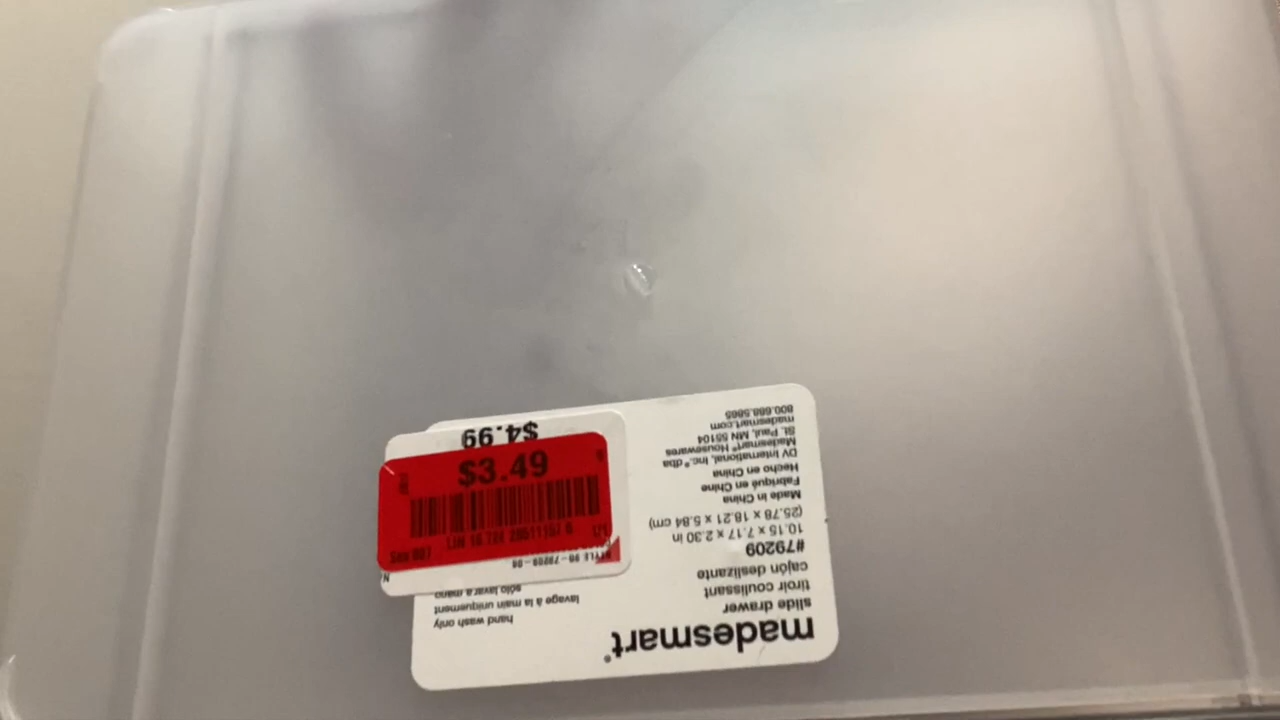 madesmart®
slide drawer
tiroir coulissant
cajón deslizante
#79209
10.15 x 7.17 x 2.30 in
(25.78 x 18.21 x 5.84 cm)
Made in China
Fabriqué en Chine
Hecho en China
DV International, Inc.® dba
Madesmart® Housewares
St. Paul, MN 55104
madesmart.com
800.688.5865
hand wash only
lavage à la main uniquement
sólo lavar a mano
$4.99
$3.49